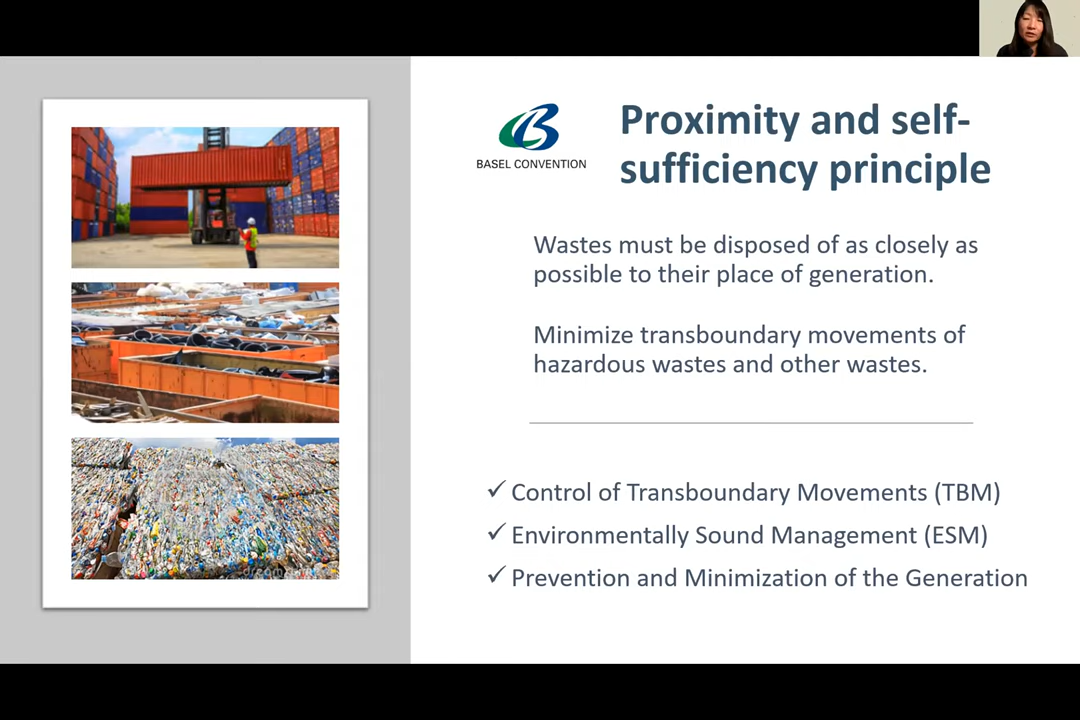 BASEL CONVENTION
Proximity and self-
sufficiency principle
Wastes must be disposed of as closely as
possible to their place of generation.
Minimize transboundary movements of
hazardous wastes and other wastes.
✓ Control of Transboundary Movements (TBM)
✓ Environmentally Sound Management (ESM)
✓ Prevention and Minimization of the Generation